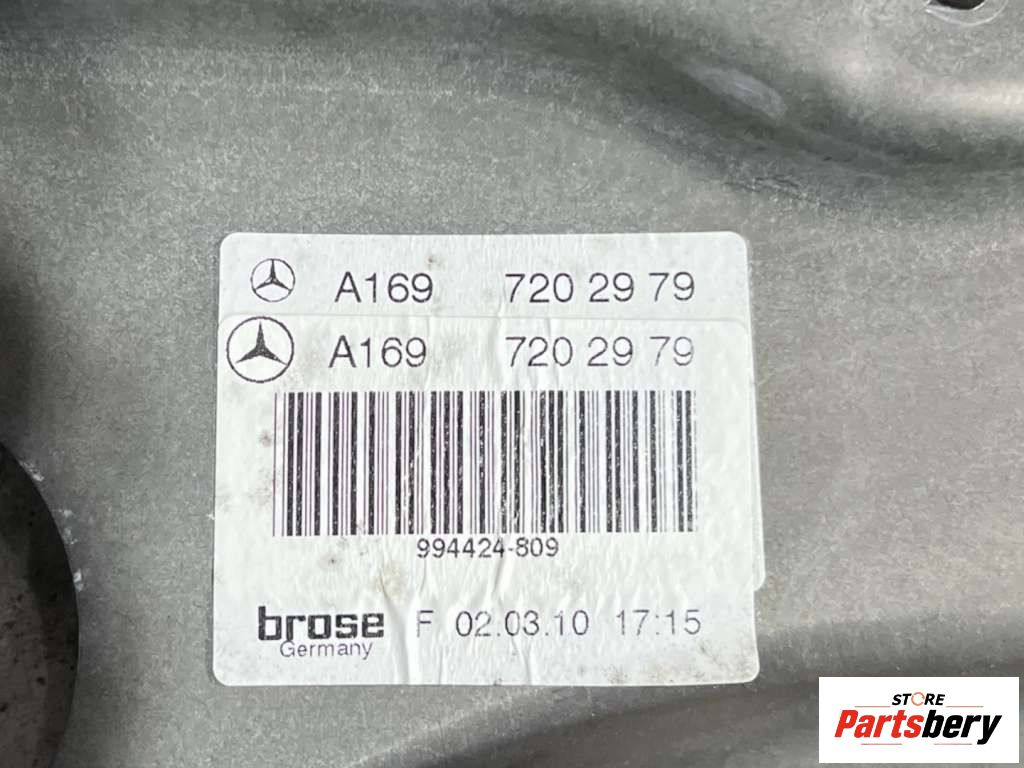 A169 720 29 79
A169 720 29 79
994424-809
brose F 02.03.10 17:15
Germany
STORE
Partsbery